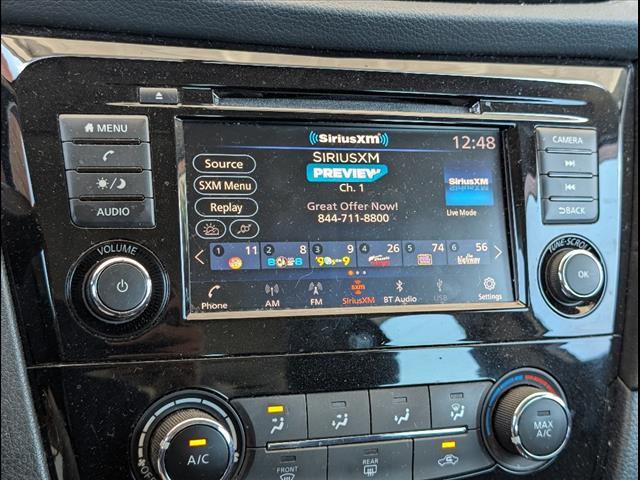 MENU
AUDIO
VOLUME
SiriusXM
12:48
Source
SXM Menu
Replay
SIRIUSXM
PREVIEW
Ch. 1
Great Offer Now!
844-711-8800
SiriusXM
Live Mode
1 11 2 8 3 9 4 26 5 74 6 56
Phone AM FM SiriusXM BT Audio USB Settings
CAMERA
BACK
TUNE·SCROLL
OK
OFF
A/C
FRONT
REAR
MAX
A/C